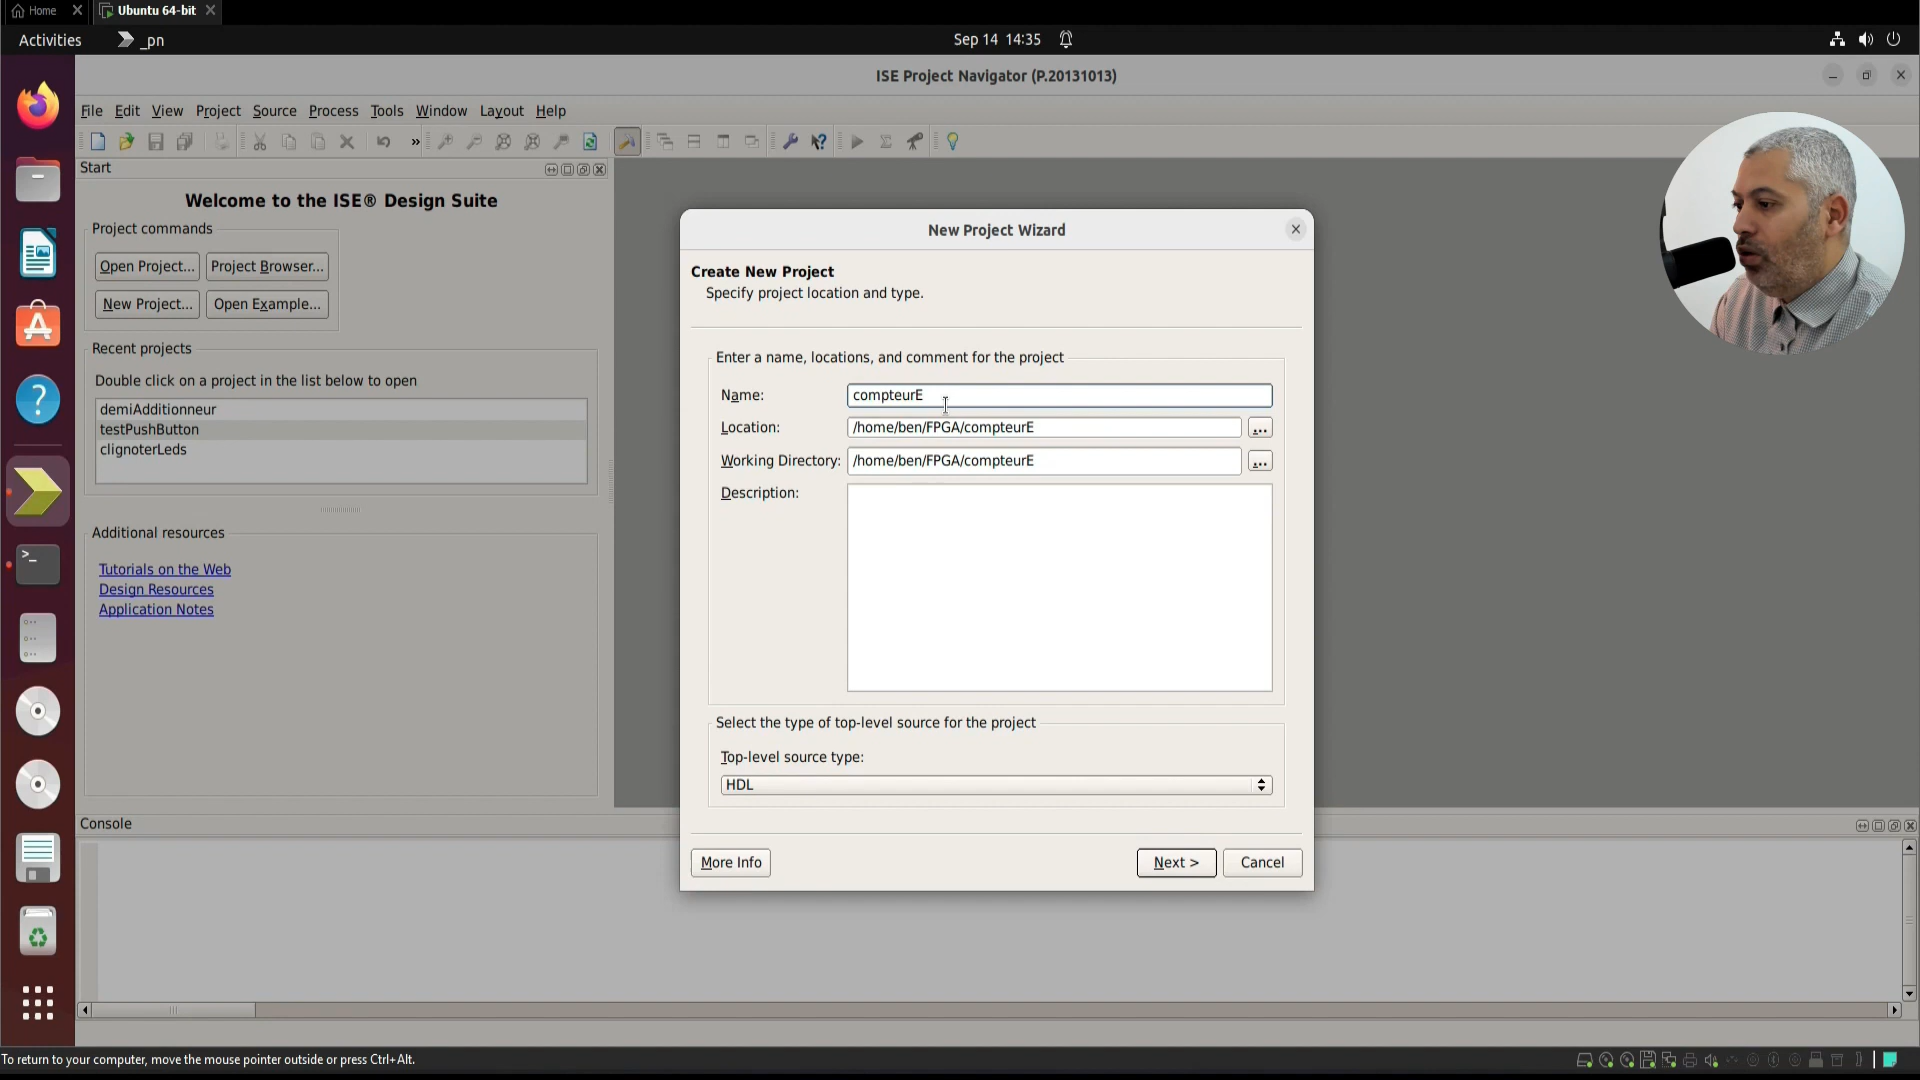 Home
Ubuntu 64-bit
Activities
_pn
Sep 14 14:35
ISE Project Navigator (P.20131013)
File Edit View Project Source Process Tools Window Layout Help
»
Start
Welcome to the ISE® Design Suite
Project commands
Open Project... Project Browser...
New Project... Open Example...
Recent projects
Double click on a project in the list below to open
demiAdditionneur
testPushButton
clignoterLeds
Additional resources
Tutorials on the Web
Design Resources
Application Notes
New Project Wizard
Create New Project
Specify project location and type.
Enter a name, locations, and comment for the project
Name: compteurE
Location: /home/ben/FPGA/compteurE ...
Working Directory: /home/ben/FPGA/compteurE ...
Description:
Select the type of top-level source for the project
Top-level source type:
HDL
More Info Next > Cancel
Console
To return to your computer, move the mouse pointer outside or press Ctrl+Alt.